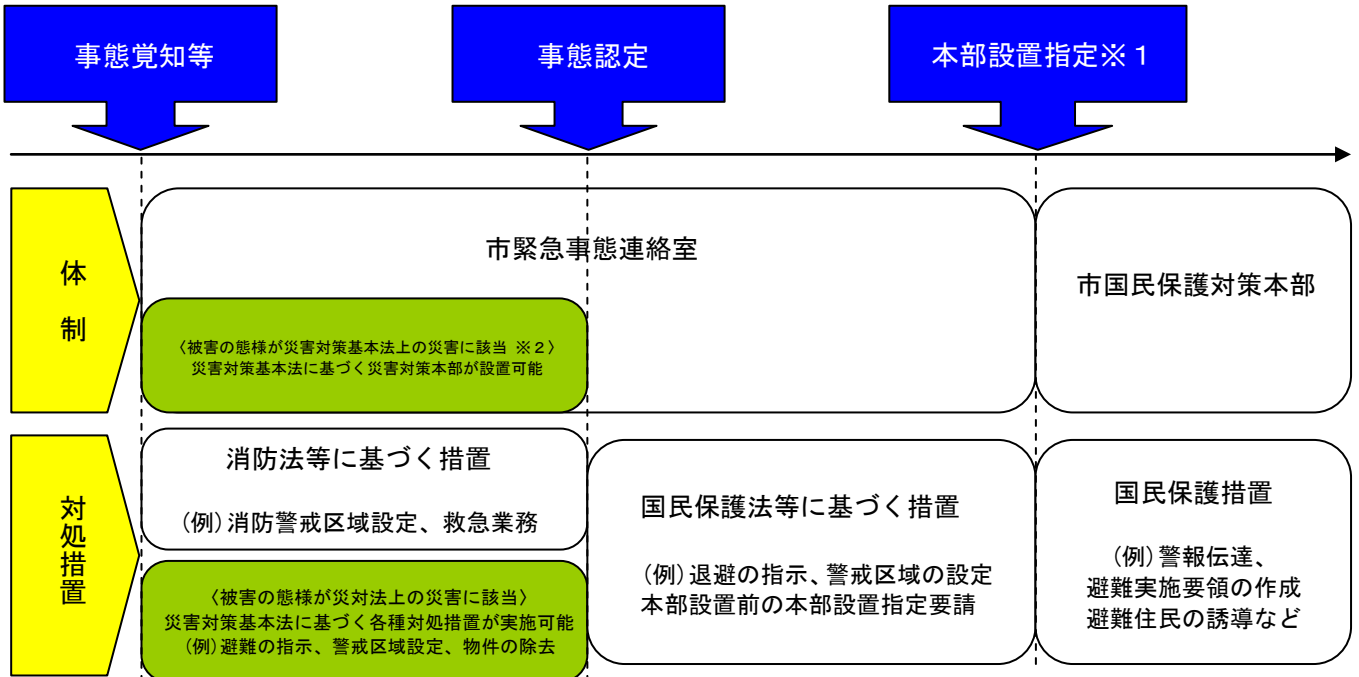 事態覚知等
事態認定
本部設置指定※１
体
制
市緊急事態連絡室
〈被害の態様が災害対策基本法上の災害に該当 ※２〉
災害対策基本法に基づく災害対策本部が設置可能
市国民保護対策本部
対処措置
消防法等に基づく措置
(例)消防警戒区域設定、救急業務
〈被害の態様が災対法上の災害に該当〉
災害対策基本法に基づく各種対処措置が実施可能
(例)避難の指示、警戒区域設定、物件の除去
国民保護法等に基づく措置
(例)退避の指示、警戒区域の設定
本部設置前の本部設置指定要請
国民保護措置
(例)警報伝達、
避難実施要領の作成
避難住民の誘導など